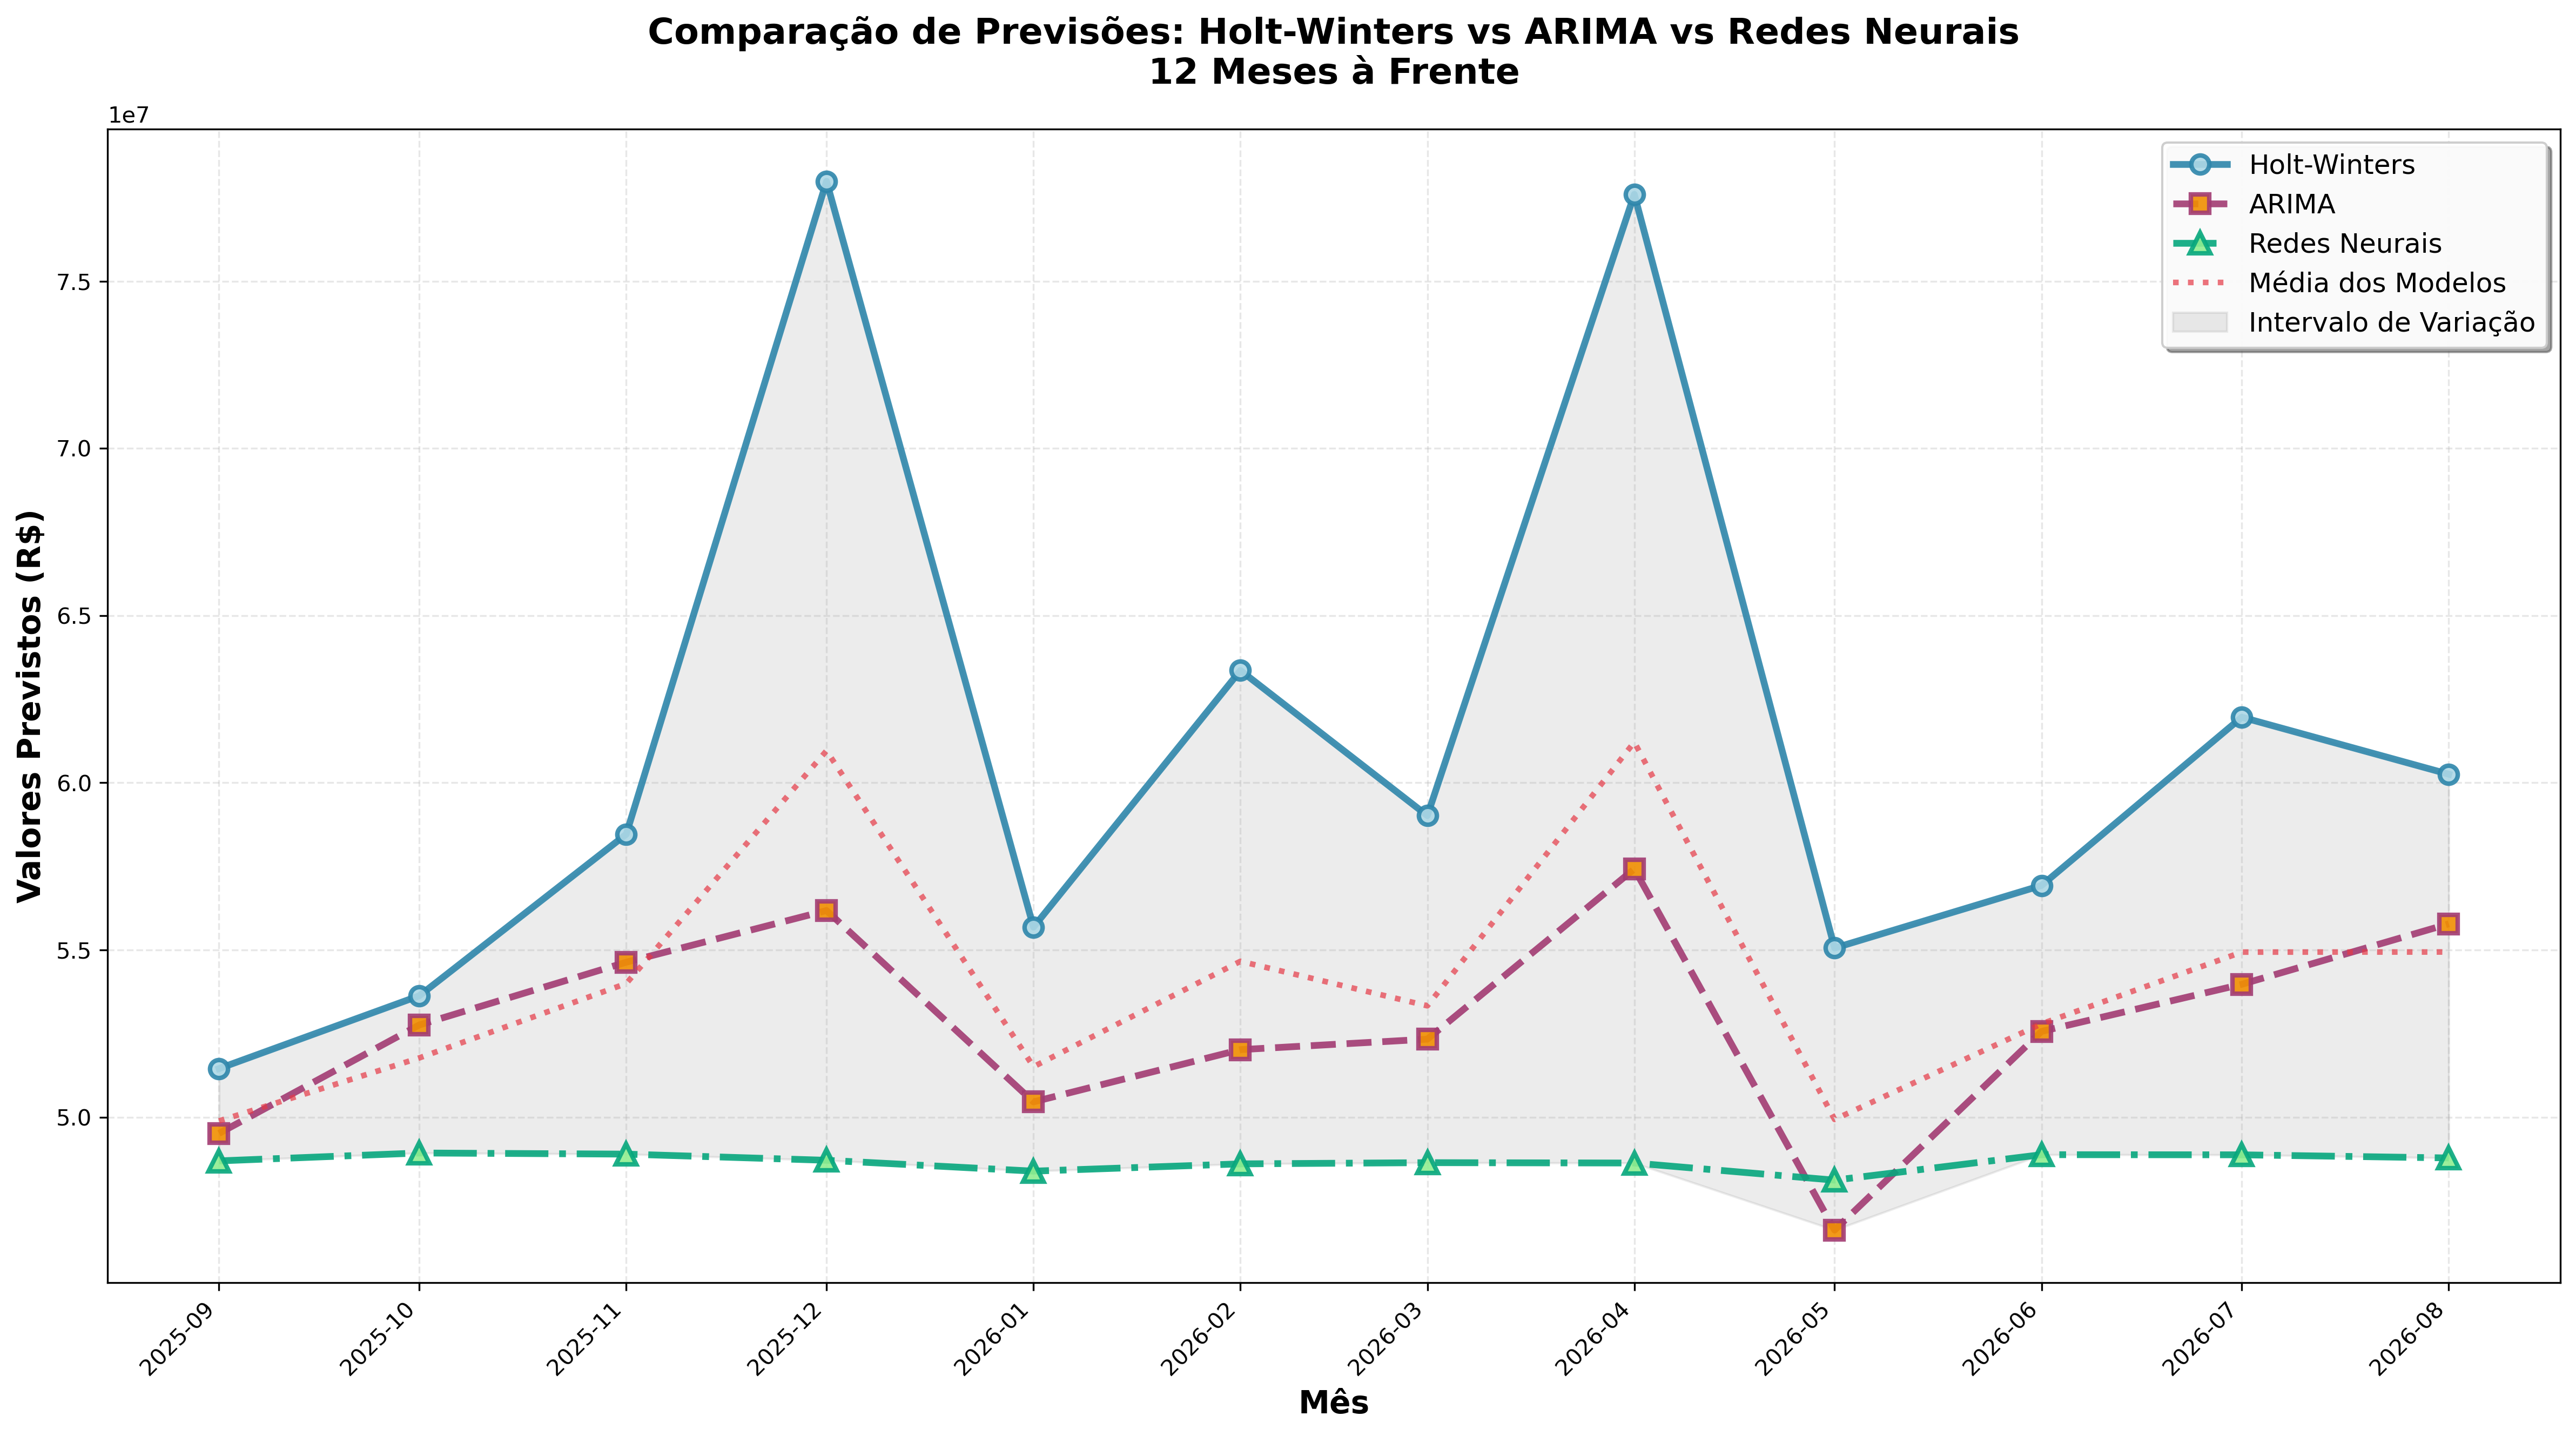 Comparação de Previsões: Holt-Winters vs ARIMA vs Redes Neurais
12 Meses à Frente
1e7
Holt-Winters
ARIMA
Redes Neurais
Média dos Modelos
Intervalo de Variação
Valores Previstos (R$)
7.5
7.0
6.5
6.0
5.5
5.0
2025-09
2025-10
2025-11
2025-12
2026-01
2026-02
2026-03
2026-04
2026-05
2026-06
2026-07
2026-08
Mês